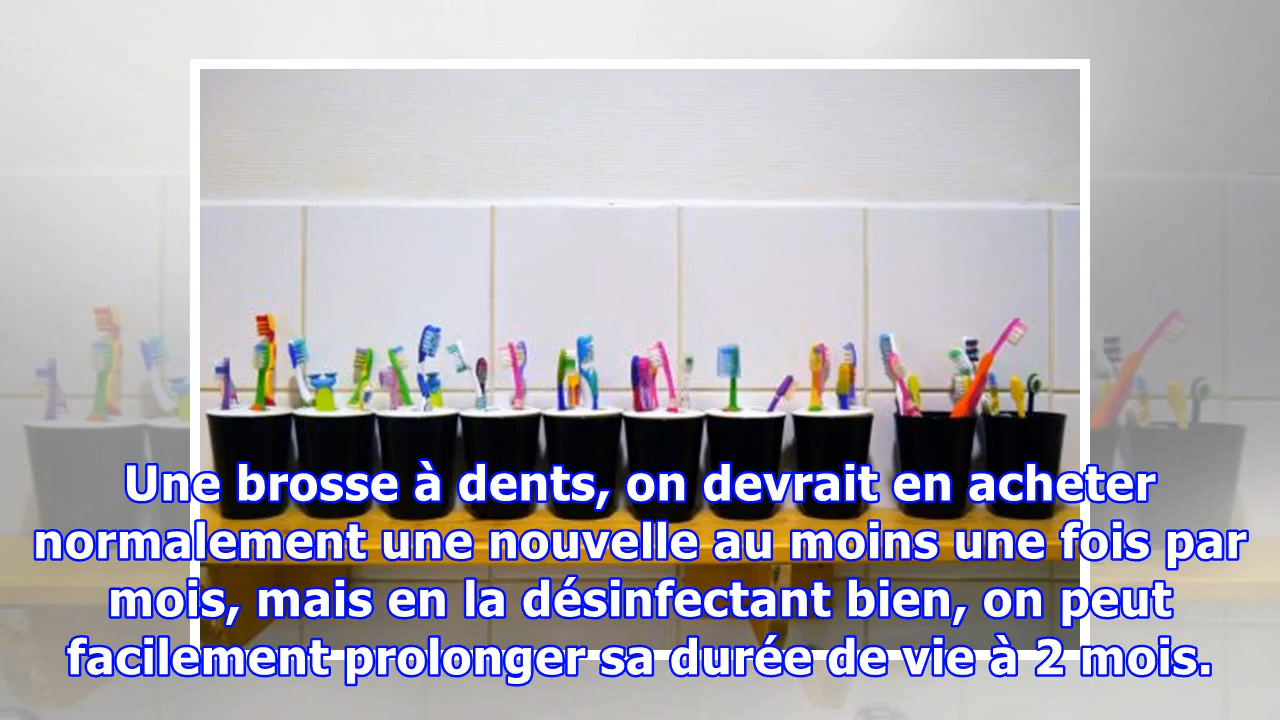 Une brosse à dents, on devrait en acheter
normalement une nouvelle au moins une fois par
mois, mais en la désinfectant bien, on peut
facilement prolonger sa durée de vie à 2 mois.